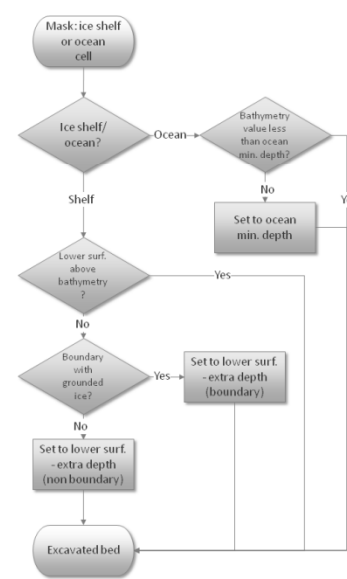 Mask: ice shelf
or ocean
cell
Ice shelf/
ocean?
Ocean
Bathymetry
value less
than ocean
min. depth?
No
Y
Set to ocean
min. depth
Shelf
Lower surf.
above
bathymetry
?
Yes
No
Boundary
with
grounded
ice?
Yes
Set to lower surf.
- extra depth
(boundary)
No
Set to lower surf.
- extra depth
(non boundary)
Excavated bed